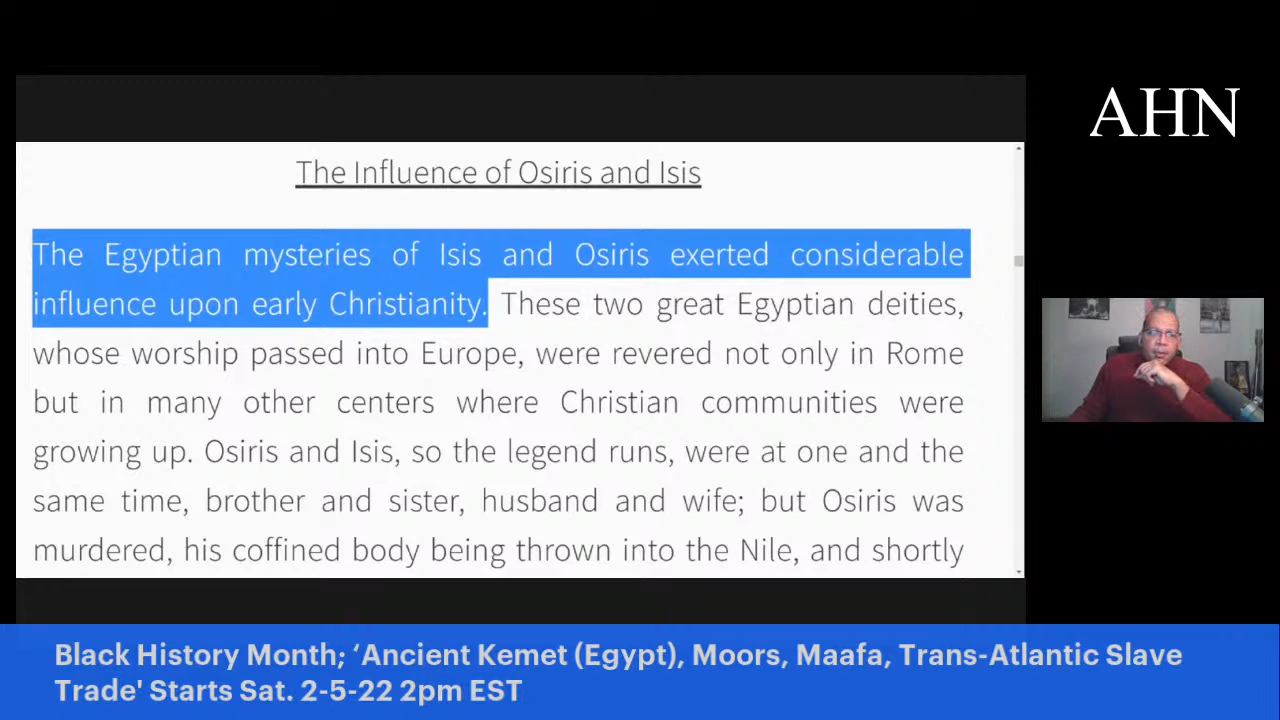 AHN
The Influence of Osiris and Isis
The Egyptian mysteries of Isis and Osiris exerted considerable
influence upon early Christianity. These two great Egyptian deities,
whose worship passed into Europe, were revered not only in Rome
but in many other centers where Christian communities were
growing up. Osiris and Isis, so the legend runs, were at one and the
same time, brother and sister, husband and wife; but Osiris was
murdered, his coffined body being thrown into the Nile, and shortly
Black History Month; ‘Ancient Kemet (Egypt), Moors, Maafa, Trans-Atlantic Slave
Trade' Starts Sat. 2-5-22 2pm EST